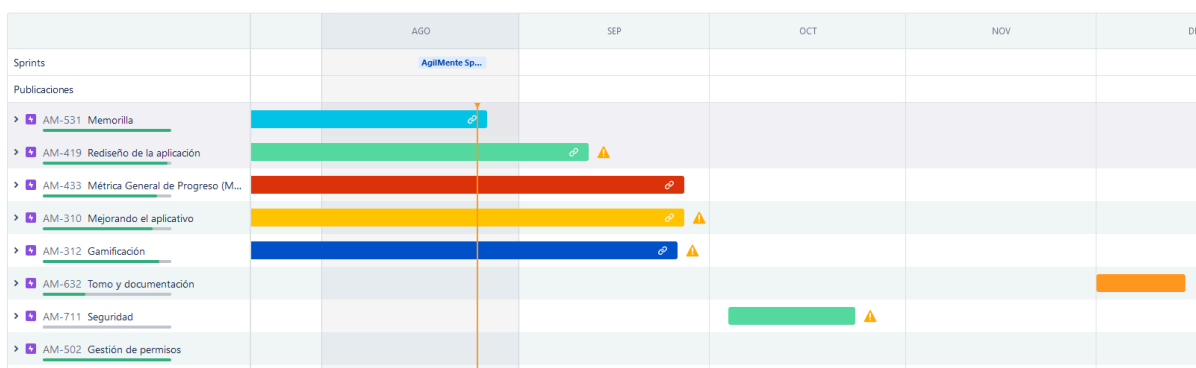 AGO SEP OCT NOV
Sprints AgilMente Sp...
Publicaciones
AM-531 Memorilla
AM-419 Rediseño de la aplicación
AM-433 Métrica General de Progreso (M...
AM-310 Mejorando el aplicativo
AM-312 Gamificación
AM-632 Tomo y documentación
AM-711 Seguridad
AM-502 Gestión de permisos